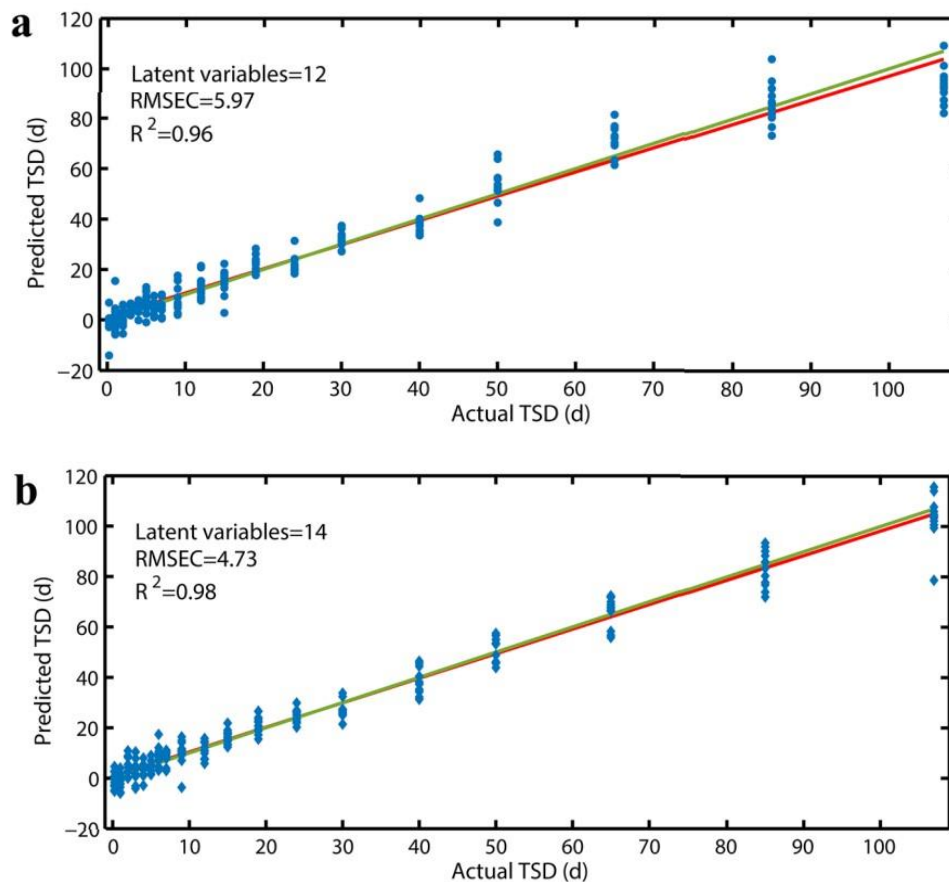 a
120
100
80
60
40
20
0
−20
Predicted TSD (d)
Latent variables=12
RMSEC=5.97
R²=0.96
0 10 20 30 40 50 60 70 80 90 100
Actual TSD (d)
b
120
100
80
60
40
20
0
−20
Predicted TSD (d)
Latent variables=14
RMSEC=4.73
R²=0.98
0 10 20 30 40 50 60 70 80 90 100
Actual TSD (d)